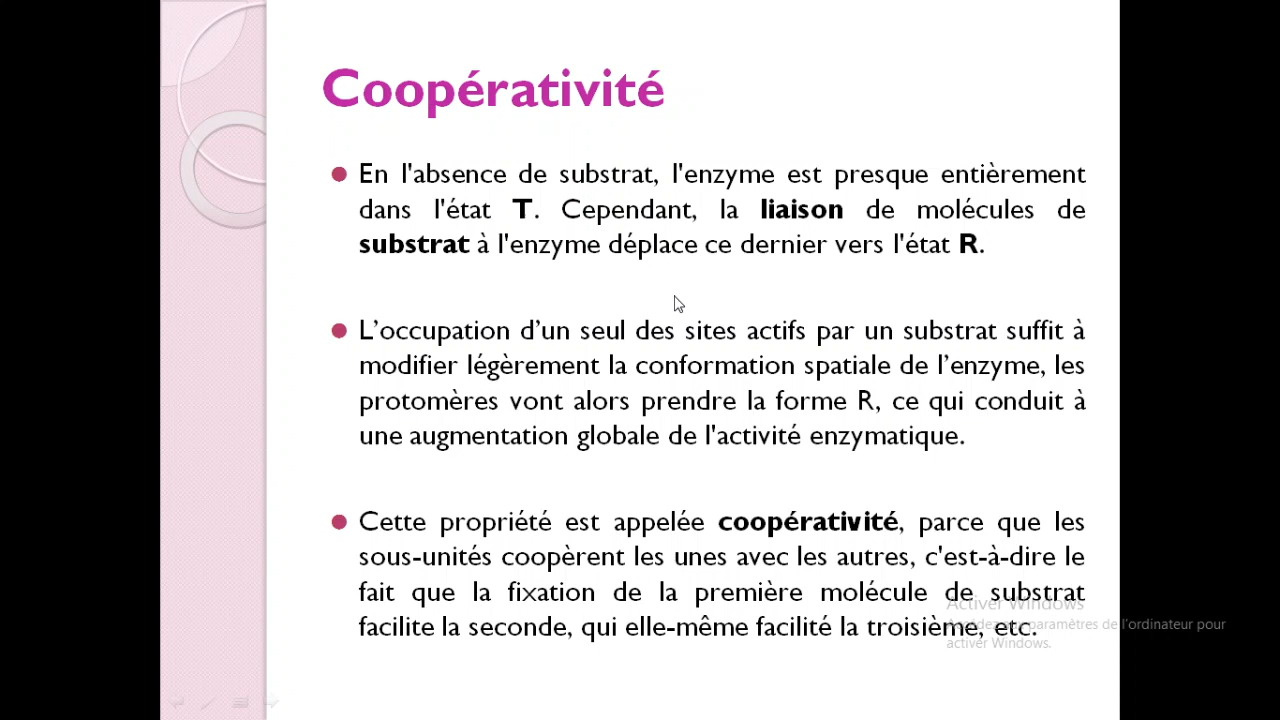 Coopérativité
En l'absence de substrat, l'enzyme est presque entièrement
dans l'état T. Cependant, la liaison de molécules de
substrat à l'enzyme déplace ce dernier vers l'état R.
L’occupation d’un seul des sites actifs par un substrat suffit à
modifier légèrement la conformation spatiale de l’enzyme, les
protomères vont alors prendre la forme R, ce qui conduit à
une augmentation globale de l'activité enzymatique.
Cette propriété est appelée coopérativité, parce que les
sous-unités coopèrent les unes avec les autres, c'est-à-dire le
fait que la fixation de la première molécule de substrat
facilite la seconde, qui elle-même facilité la troisième, etc.
Activer Windows
Accédez aux paramètres de l'ordinateur pour
activer Windows.